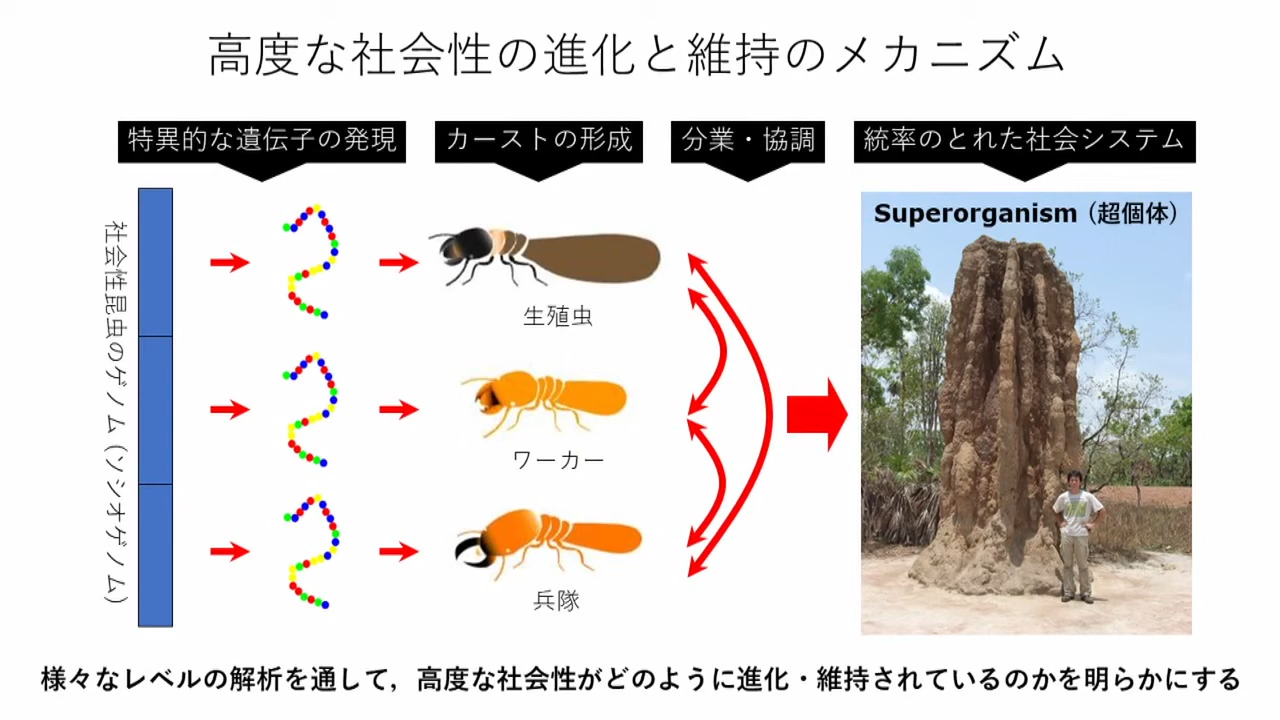 高度な社会性の進化と維持のメカニズム
特異的な遺伝子の発現
カーストの形成
分業・協調
統率のとれた社会システム
社会性昆虫のゲノム (ソシオゲノム)
生殖虫
ワーカー
兵隊
Superorganism (超個体)
様々なレベルの解析を通して，高度な社会性がどのように進化・維持されているのかを明らかにする